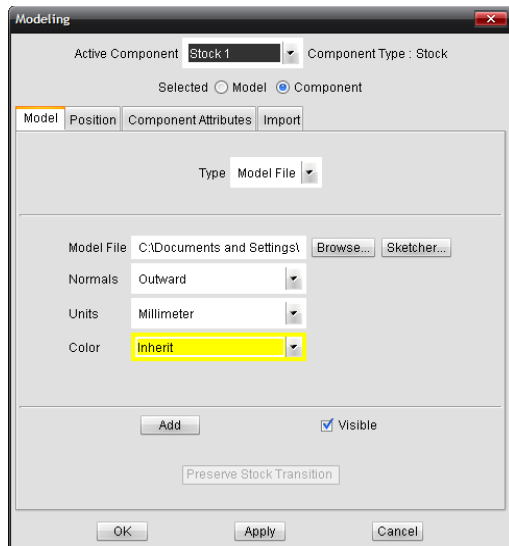 Modeling
Active Component Stock 1 Component Type : Stock
Selected Model Component
Model Position Component Attributes Import
Type Model File
Model File C:\Documents and Settings\ Browse... Sketcher...
Normals Outward
Units Millimeter
Color Inherit
Add Visible
Preserve Stock Transition
OK Apply Cancel